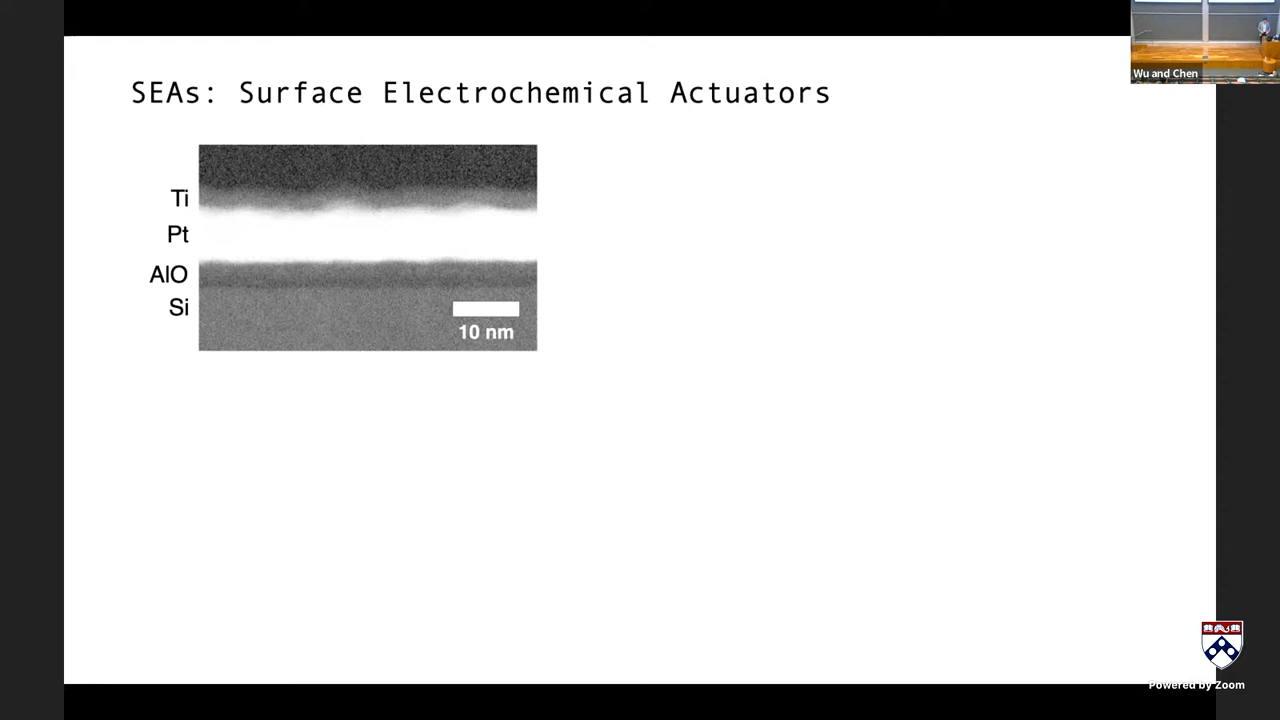 Wu and Chen
SEAs: Surface Electrochemical Actuators
Ti
Pt
AlO
Si
10 nm
Powered by Zoom